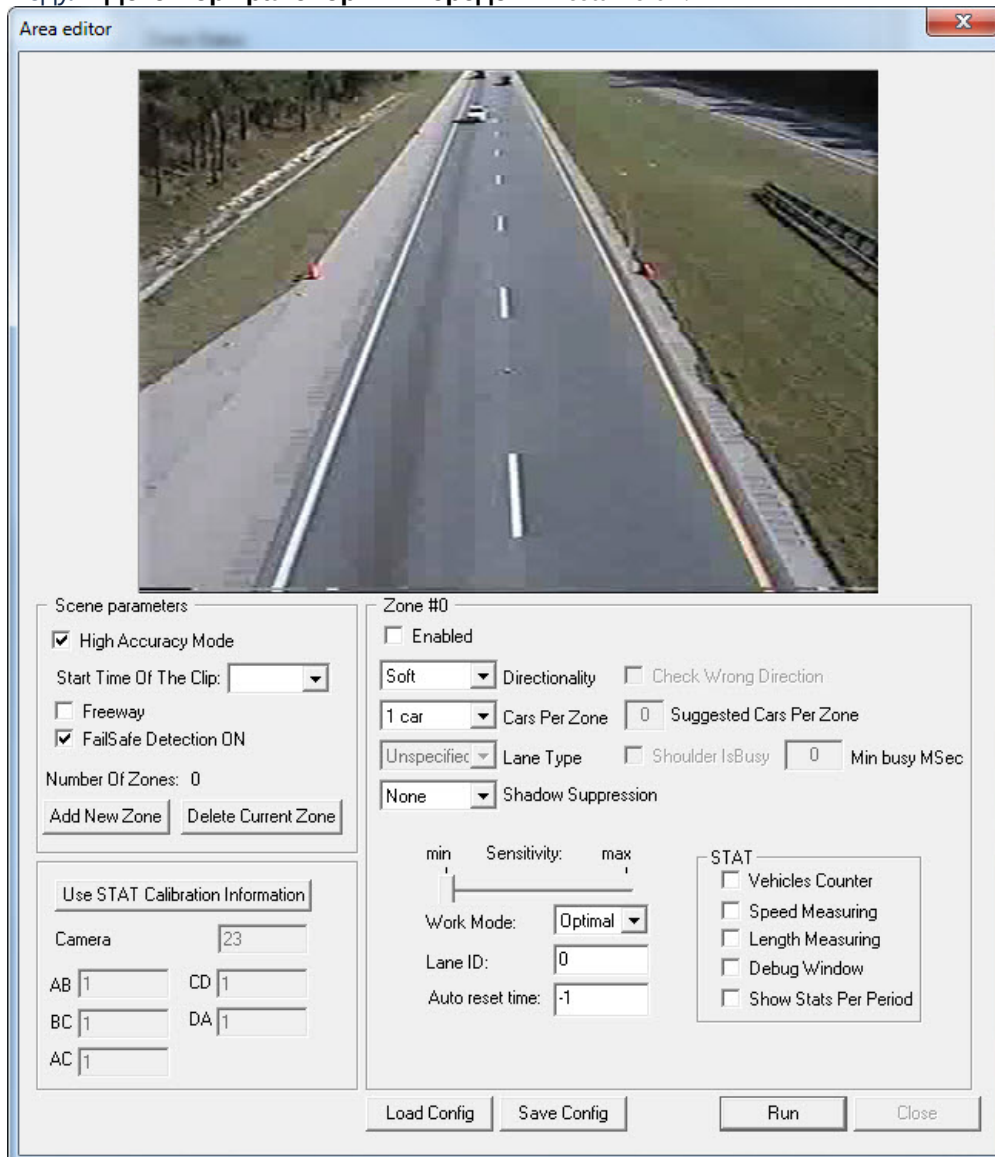 Area editor
Scene parameters
High Accuracy Mode
Start Time Of The Clip:
Freeway
FailSafe Detection ON
Number Of Zones: 0
Add New Zone Delete Current Zone
Use STAT Calibration Information
Camera 23
AB 1 CD 1
BC 1 DA 1
AC 1
Zone #0
Enabled
Soft Directionality Check Wrong Direction
1 car Cars Per Zone 0 Suggested Cars Per Zone
Unspecified Lane Type Shoulder IsBusy 0 Min busy MSec
None Shadow Suppression
min Sensitivity: max
Work Mode: Optimal
Lane ID: 0
Auto reset time: -1
STAT
Vehicles Counter
Speed Measuring
Length Measuring
Debug Window
Show Stats Per Period
Load Config Save Config Run Close